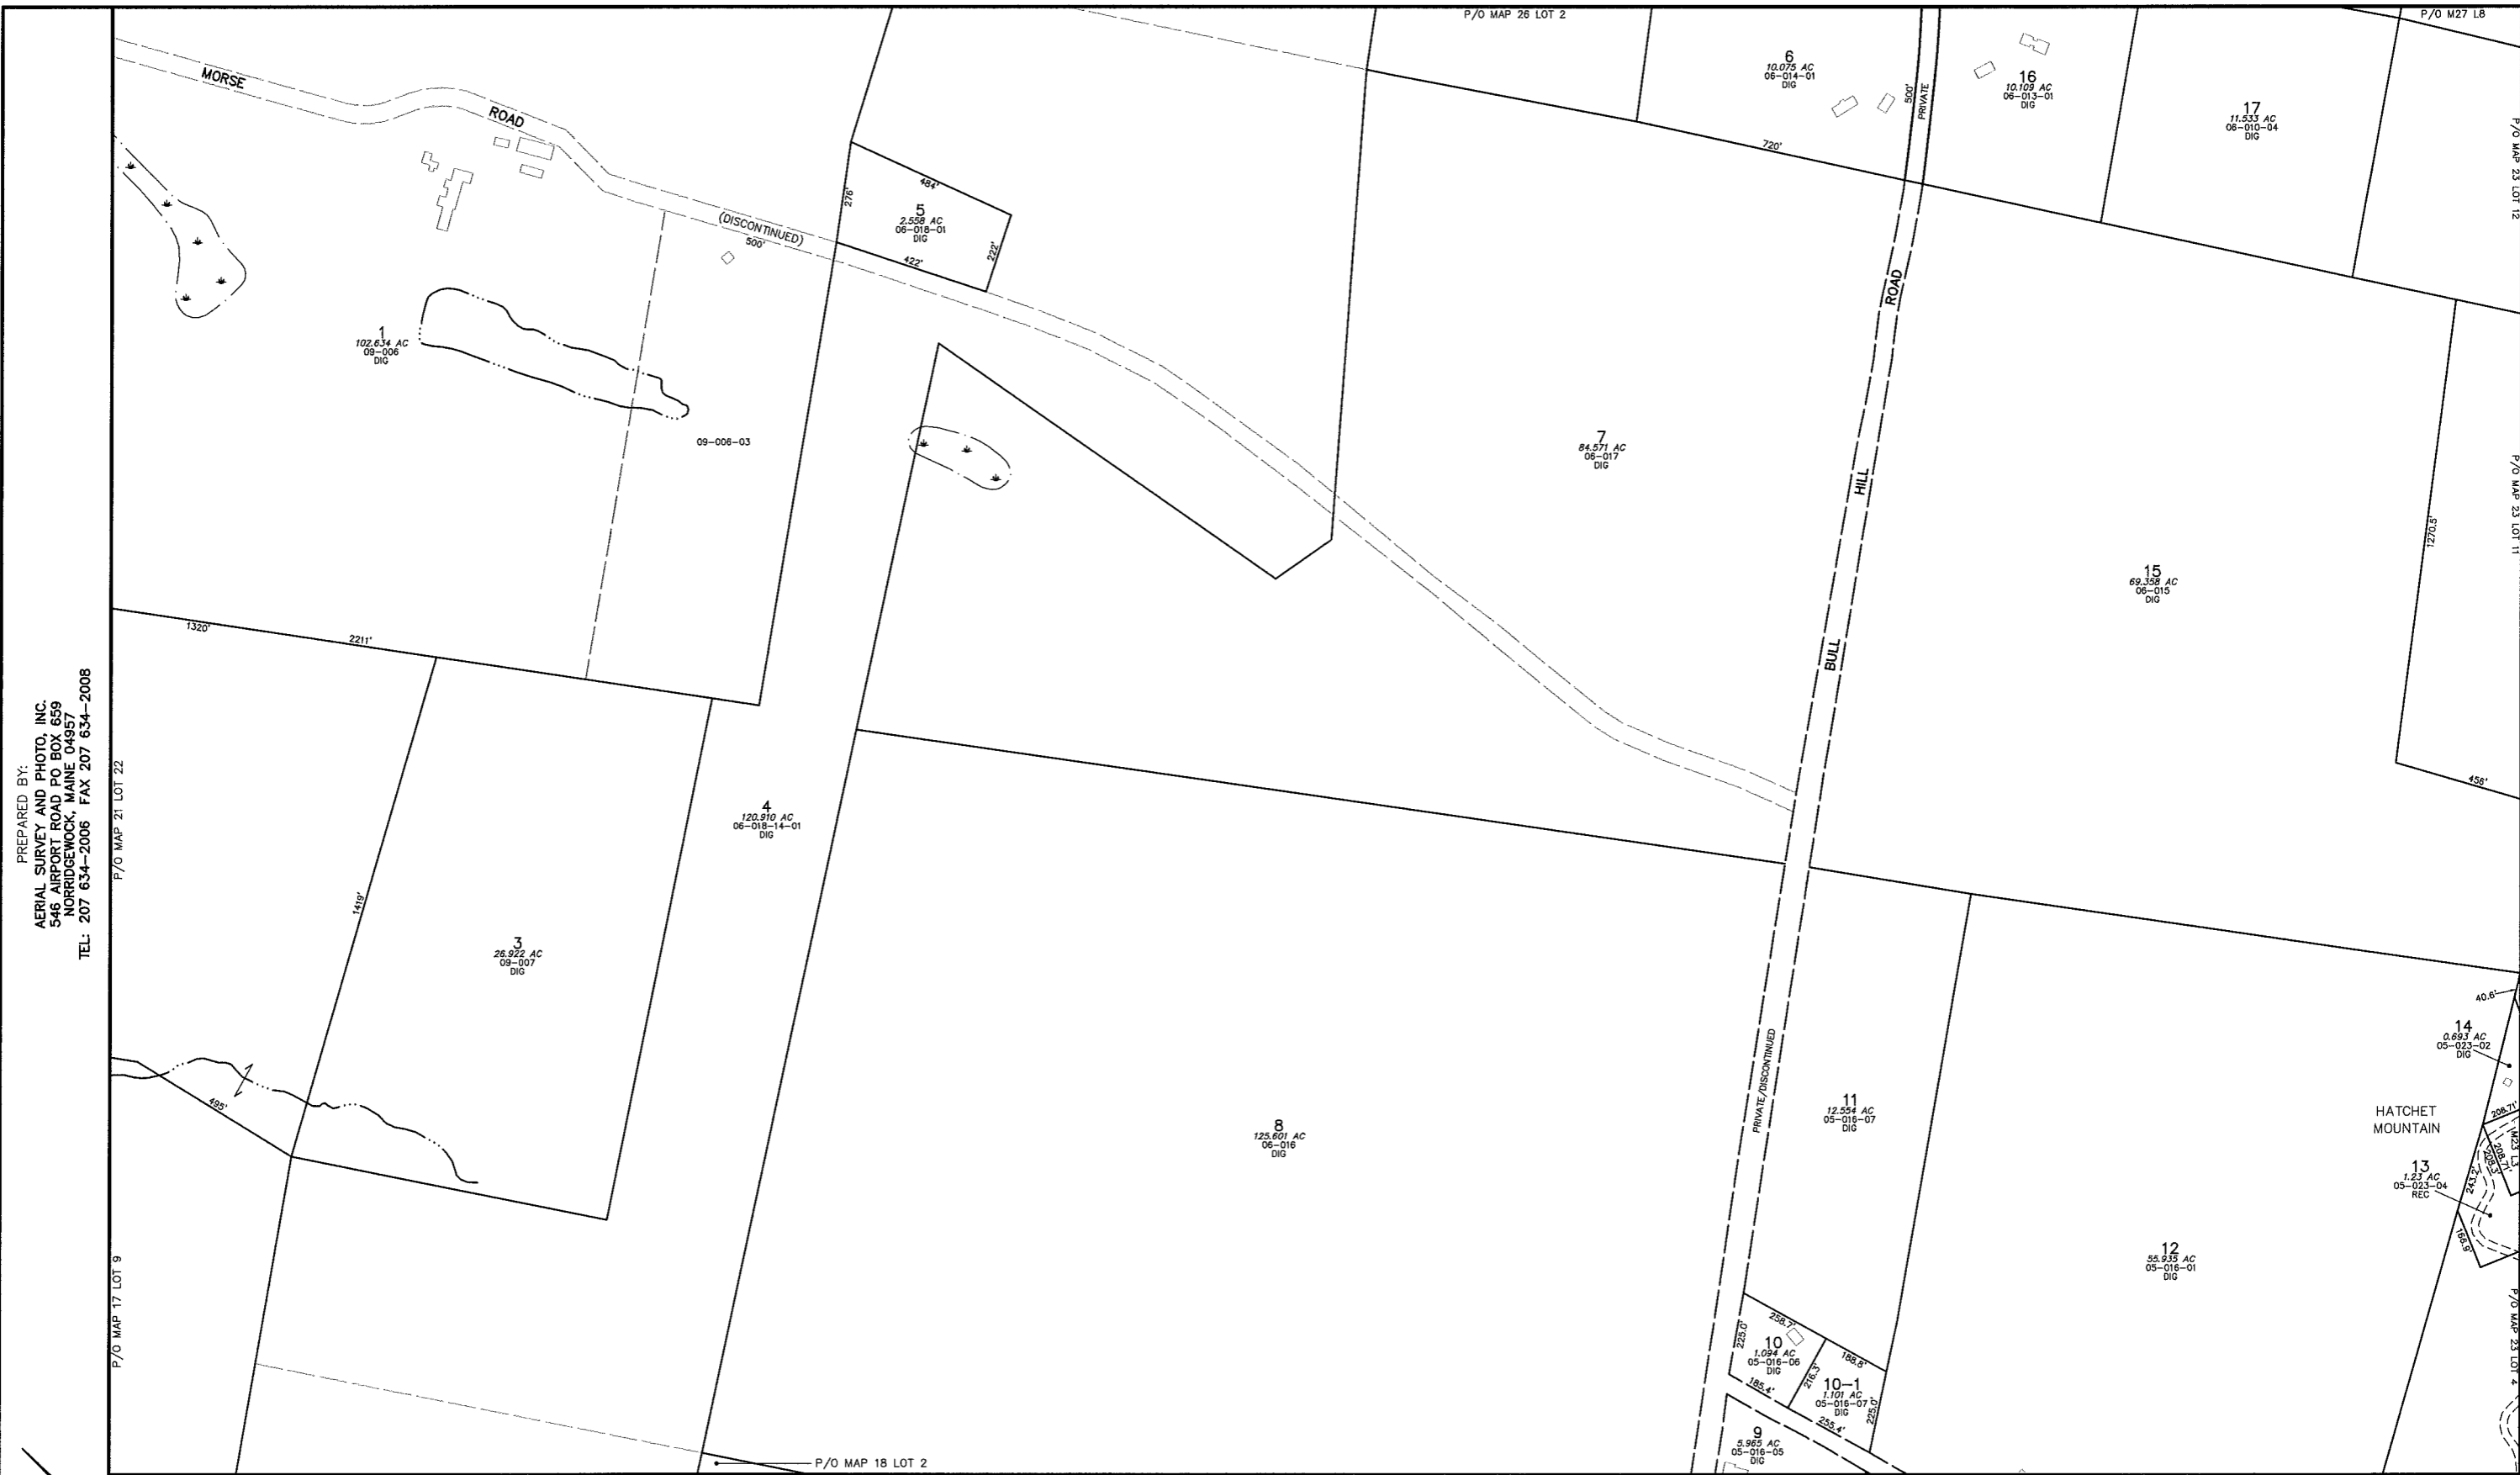 P/O MAP 26 LOT 2
P/O M27 L8
MORSE
ROAD
(DISCONTINUED)
500'
276'
484'
5
2.558 AC
06-018-01
DIG
222'
422'
6
10.075 AC
06-014-01
DIG
500'
PRIVATE
720'
16
10.109 AC
06-013-01
DIG
17
11.533 AC
06-010-04
DIG
P/O MAP 23 LOT 12
1
102.634 AC
09-006
DIG
09-006-03
7
84.571 AC
06-017
DIG
ROAD
HILL
BULL
15
69.358 AC
06-015
DIG
1270.5'
P/O MAP 23 LOT 11
456'
1320'
2211'
PREPARED BY:
AERIAL SURVEY AND PHOTO, INC.
546 AIRPORT ROAD PO BOX 659
NORRIDGEWOCK, MAINE 04957
TEL: 207 634-2006 FAX 207 634-2008
P/O MAP 21 LOT 22
4
120.910 AC
06-018-14-01
DIG
1419'
3
26.922 AC
09-007
DIG
495'
8
125.601 AC
06-016
DIG
PRIVATE/DISCONTINUED
11
12.554 AC
05-016-07
DIG
40.6'
14
0.693 AC
05-023-02
DIG
HATCHET
MOUNTAIN
208.71'
M23 L3
208.71'
208.3'
243.2'
13
1.23 AC
05-023-04
REC
166.9'
12
55.935 AC
05-016-01
DIG
P/O MAP 17 LOT 9
P/O MAP 23 LOT 4
258.7'
225.0'
10
1.094 AC
05-016-06
DIG
188.8'
216.3'
185.4'
10-1
1.101 AC
05-016-07
DIG
225.0'
255.4'
9
5.965 AC
05-016-05
DIG
P/O MAP 18 LOT 2